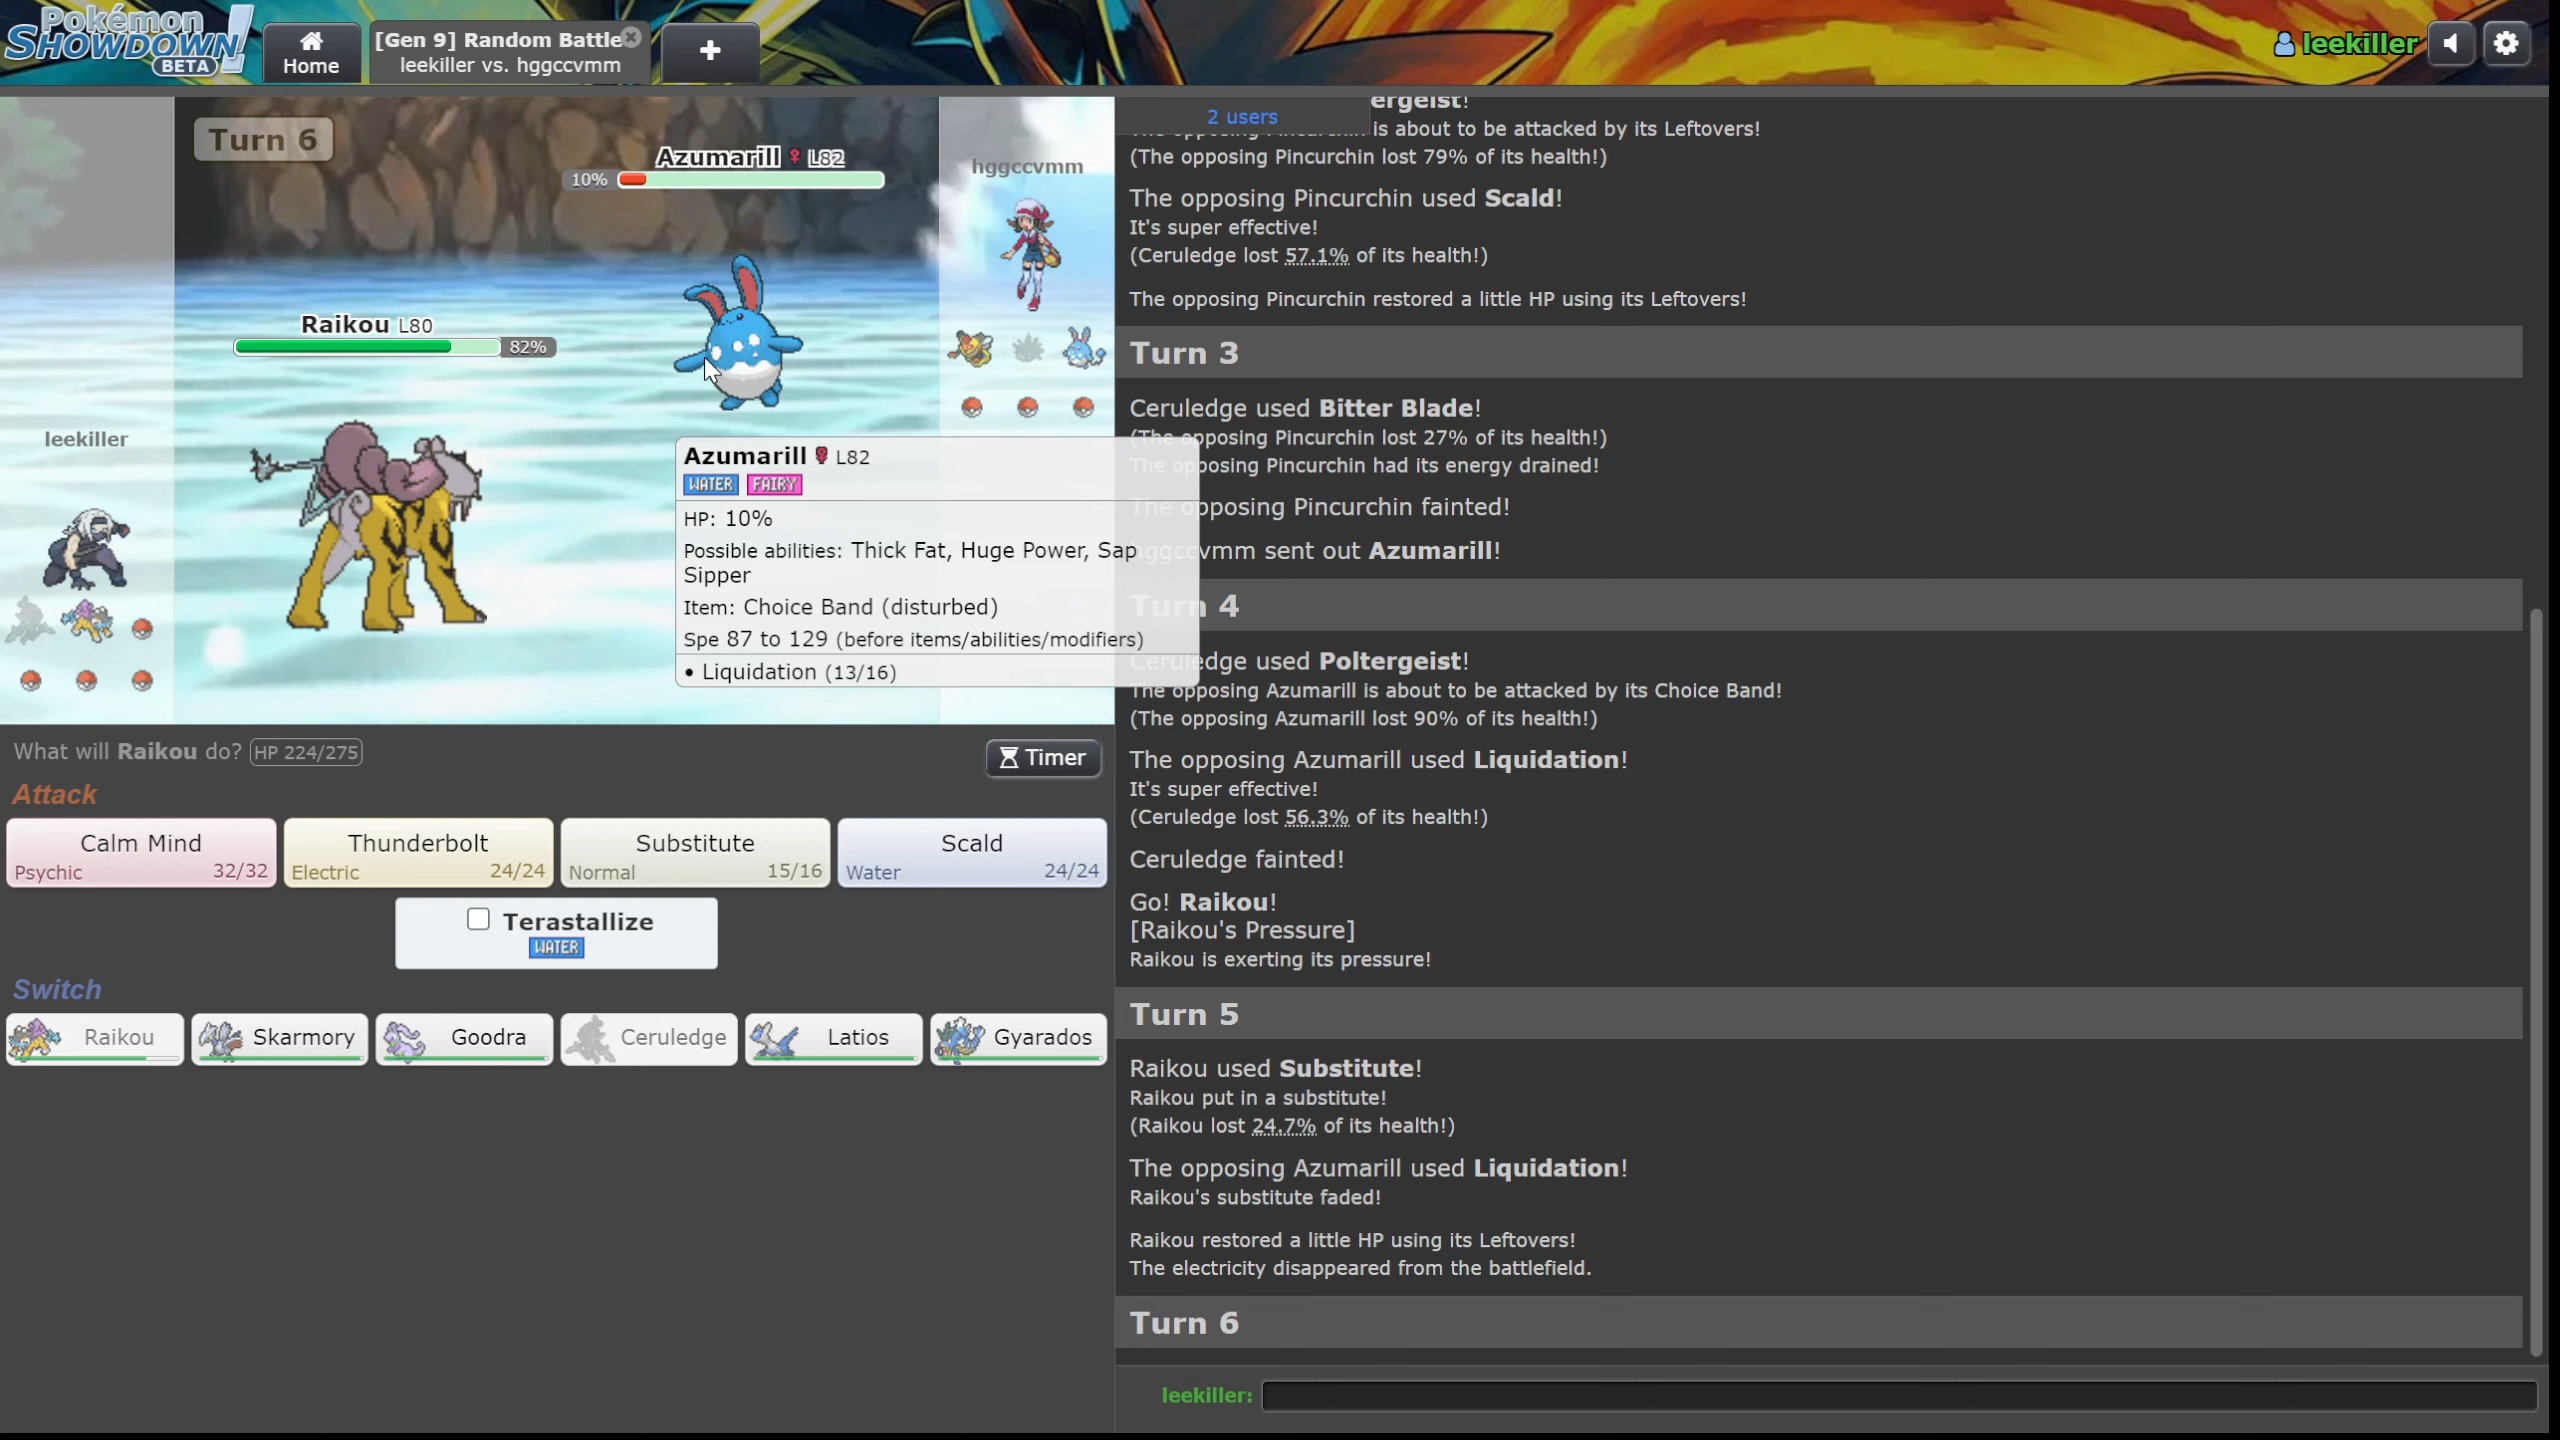 Pokémon
SHOWDOWN!
BETA
Home
[Gen 9] Random Battle
leekiller vs. hggccvmm
+
leekiller
Turn 6
Azumarill L82
10%
Raikou L80
82%
leekiller
hggccvmm
Azumarill L82
WATER FAIRY
HP: 10%
Possible abilities: Thick Fat, Huge Power, Sap
Sipper
Item: Choice Band (disturbed)
Spe 87 to 129 (before items/abilities/modifiers)
• Liquidation (13/16)
What will Raikou do? HP 224/275
Timer
Attack
Calm Mind
Psychic 32/32
Thunderbolt
Electric 24/24
Substitute
Normal 15/16
Scald
Water 24/24
Terastallize
WATER
Switch
Raikou
Skarmory
Goodra
Ceruledge
Latios
Gyarados
2 users
ergeist!
is about to be attacked by its Leftovers!
(The opposing Pincurchin lost 79% of its health!)
The opposing Pincurchin used Scald!
It's super effective!
(Ceruledge lost 57.1% of its health!)
The opposing Pincurchin restored a little HP using its Leftovers!
Turn 3
Ceruledge used Bitter Blade!
(The opposing Pincurchin lost 27% of its health!)
The opposing Pincurchin had its energy drained!
The opposing Pincurchin fainted!
hggccvmm sent out Azumarill!
Turn 4
Ceruledge used Poltergeist!
The opposing Azumarill is about to be attacked by its Choice Band!
(The opposing Azumarill lost 90% of its health!)
The opposing Azumarill used Liquidation!
It's super effective!
(Ceruledge lost 56.3% of its health!)
Ceruledge fainted!
Go! Raikou!
[Raikou's Pressure]
Raikou is exerting its pressure!
Turn 5
Raikou used Substitute!
Raikou put in a substitute!
(Raikou lost 24.7% of its health!)
The opposing Azumarill used Liquidation!
Raikou's substitute faded!
Raikou restored a little HP using its Leftovers!
The electricity disappeared from the battlefield.
Turn 6
leekiller: